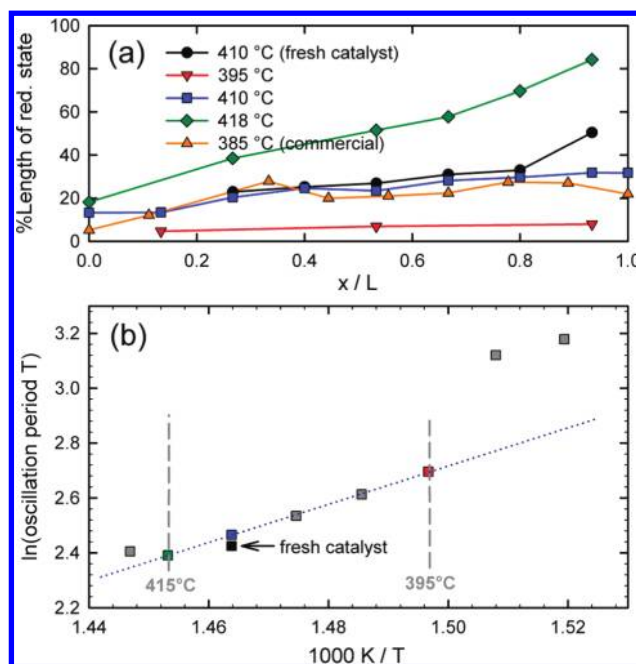 (a)
410 °C (fresh catalyst)
395 °C
410 °C
418 °C
385 °C (commercial)
%Length of red. state
100
80
60
40
20
0
0.0 0.2 0.4 0.6 0.8 1.0
x / L
(b)
ln(oscillation period T)
3.2
3.0
2.8
2.6
2.4
2.2
fresh catalyst
415°C
395°C
1.44 1.46 1.48 1.50 1.52
1000 K / T